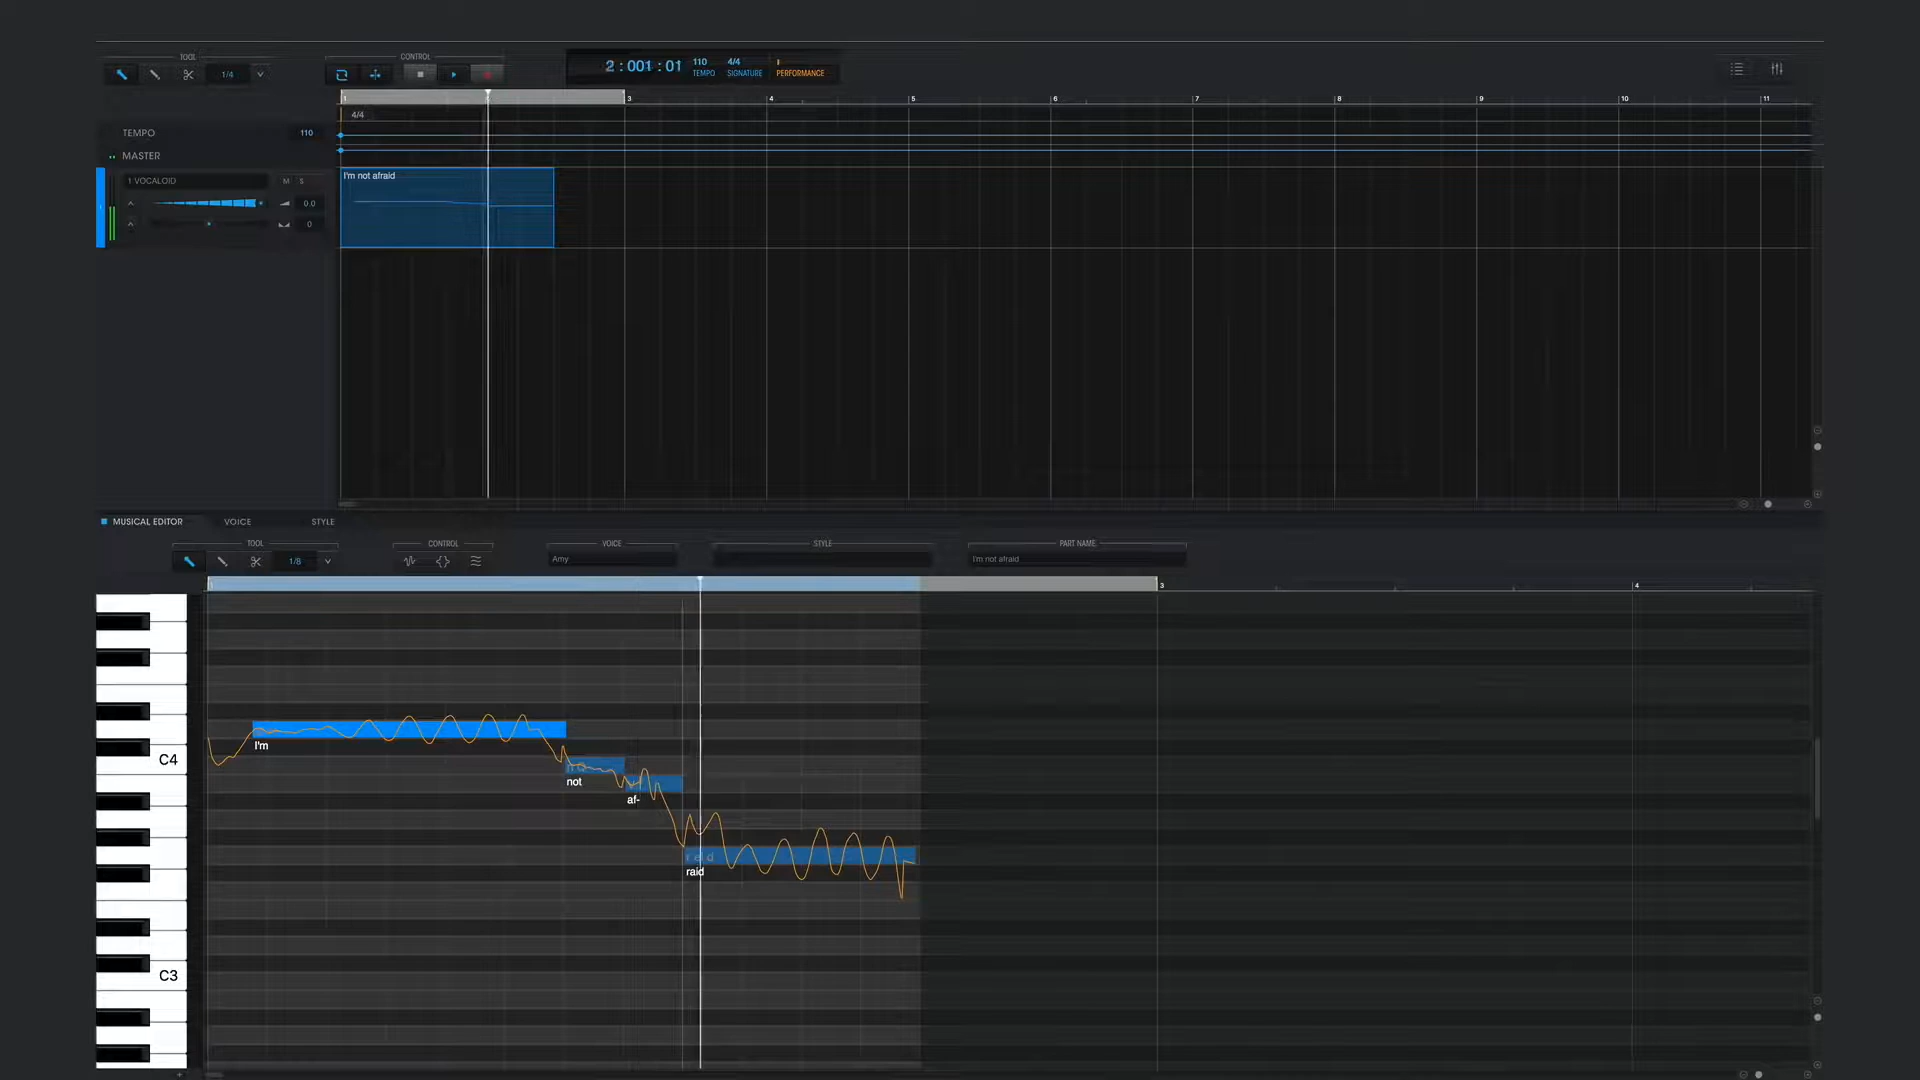 TOOL CONTROL
1/4 2 : 001 : 01 110 TEMPO 4/4 SIGNATURE PERFORMANCE
1 3 4 5 6 7 8 9 10 11
4/4
TEMPO 110
MASTER
1 VOCALOID M S
I'm not afraid
0.0
0
MUSICAL EDITOR VOICE STYLE
TOOL CONTROL VOICE STYLE PART NAME
1/8 Amy I'm not afraid
3 4
I'm
C4
not
af-
raid
C3